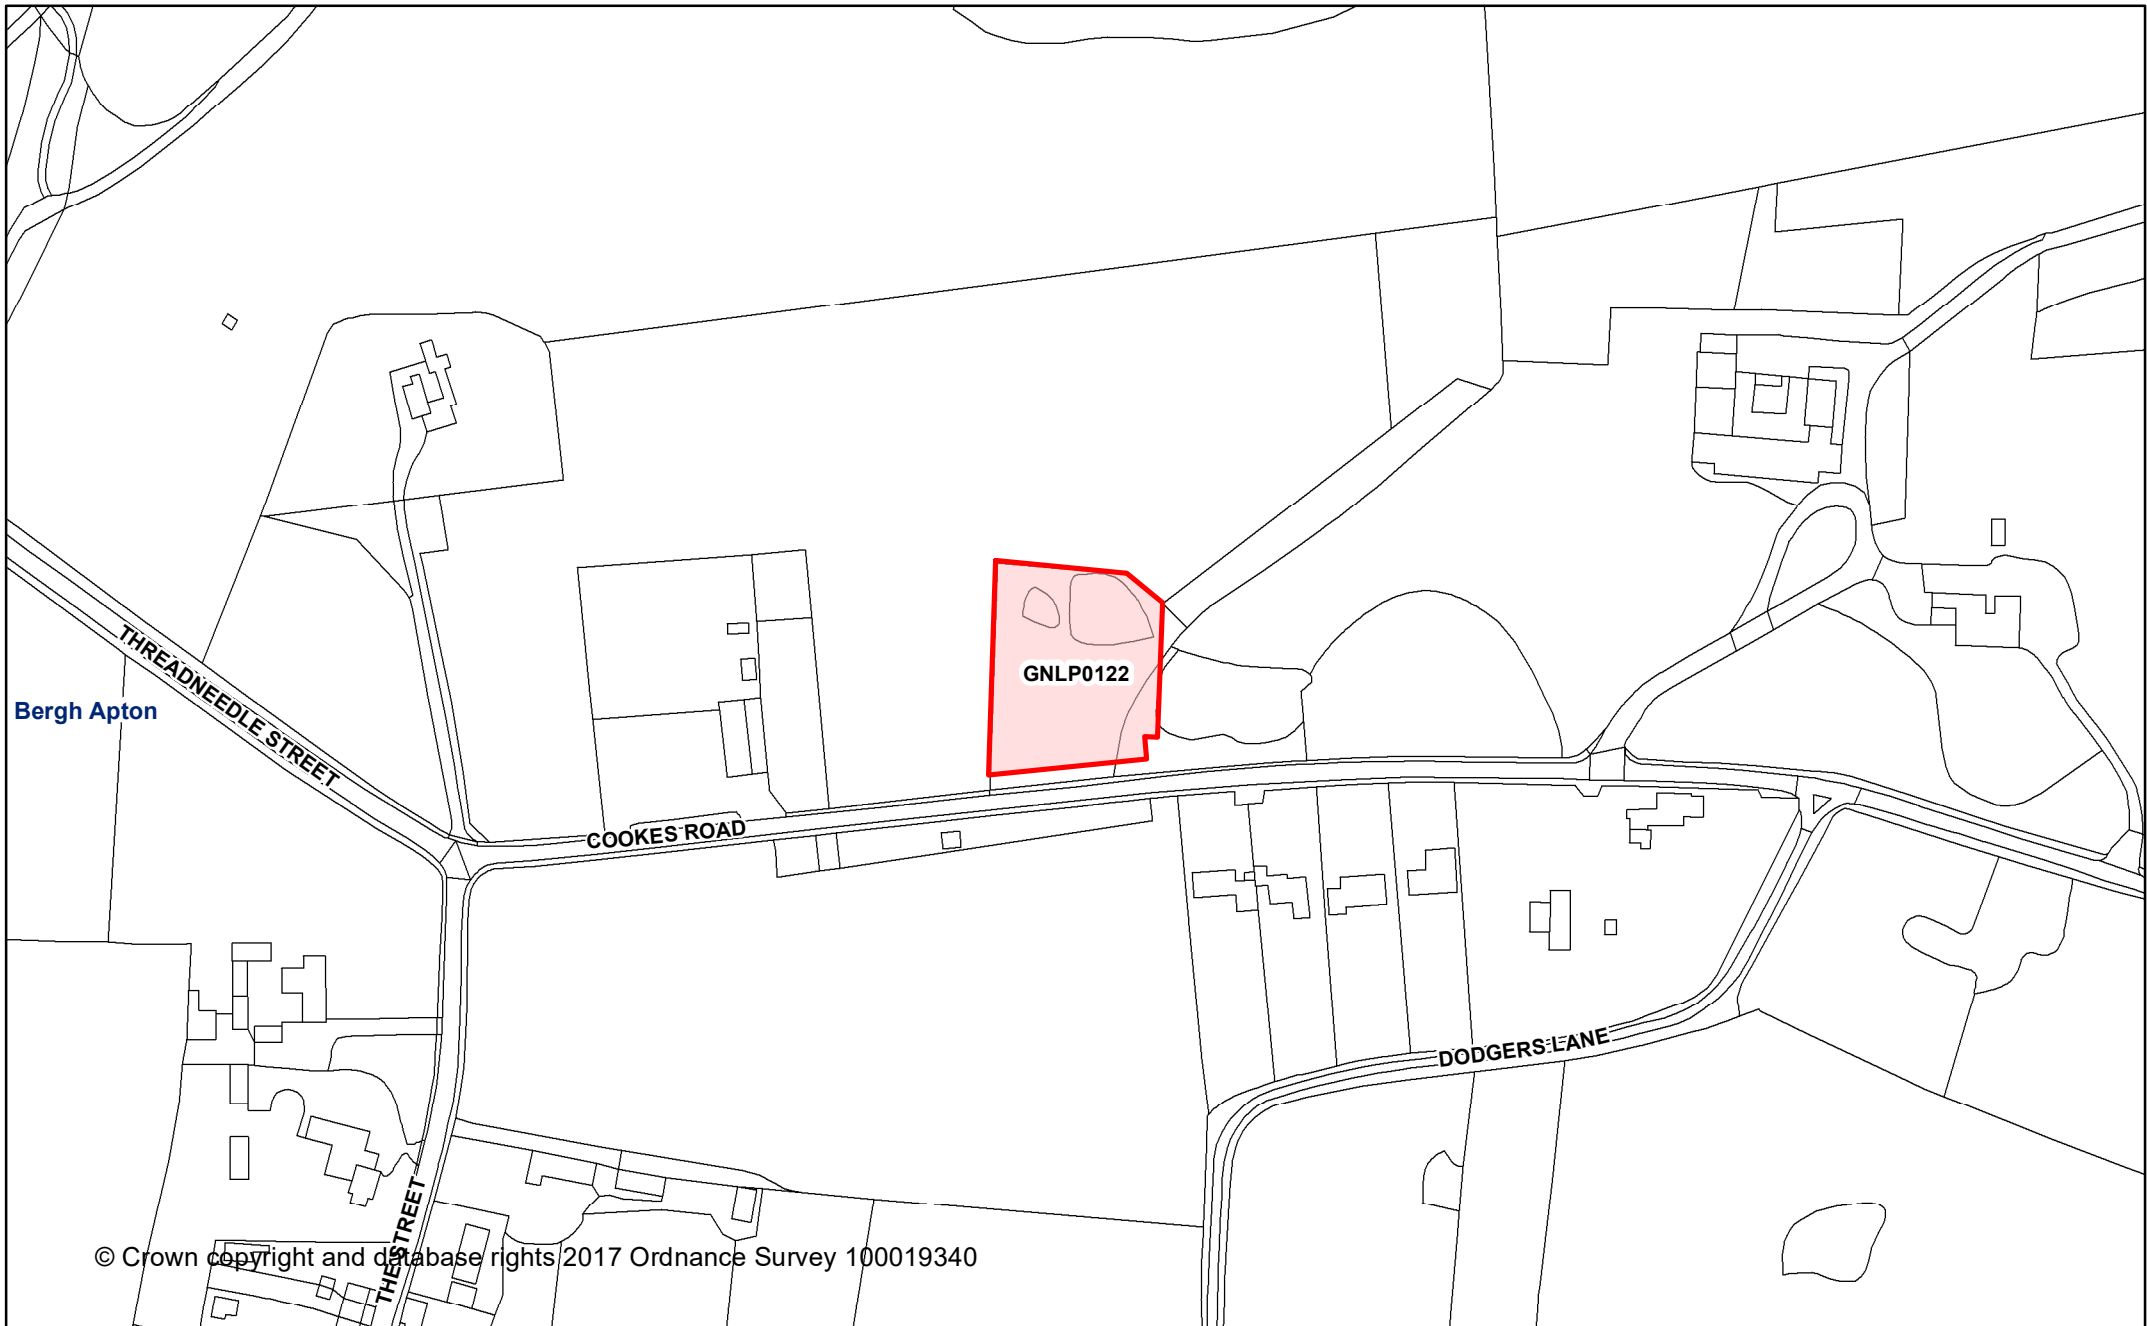 THREADNEEDLE STREET
GNLP0122
Bergh Apton
COOKES ROAD
DODGERS LANE
THE STREET
© Crown copyright and database rights 2017 Ordnance Survey 100019340